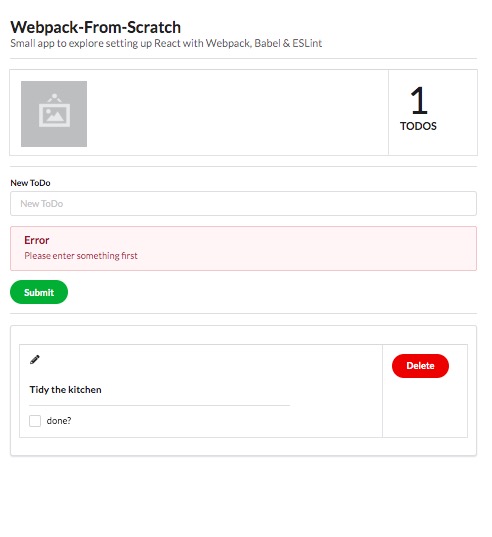 Webpack-From-Scratch
Small app to explore setting up React with Webpack, Babel & ESLint
1
TODOS
New ToDo
New ToDo
Error
Please enter something first
Submit
Delete
Tidy the kitchen
done?